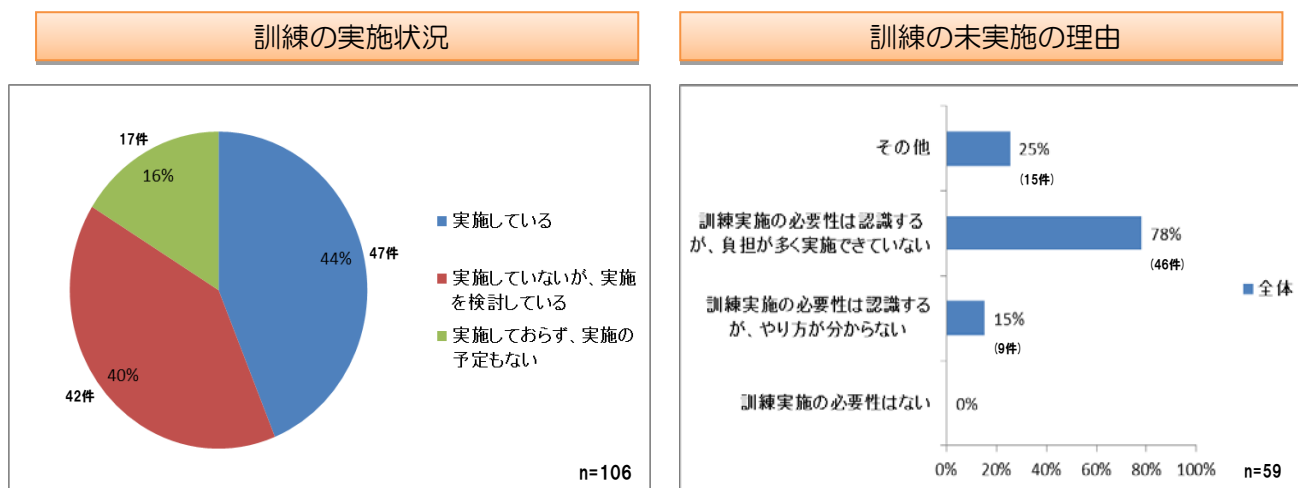 訓練の実施状況
17件
16%
44%
47件
40%
42件
実施している
実施していないが、実施
を検討している
実施しておらず、実施の
予定もない
n=106
訓練の未実施の理由
その他
25%
(15件)
訓練実施の必要性は認識する
が、負担が多く実施できていない
78%
(46件)
訓練実施の必要性は認識する
が、やり方が分からない
15%
(9件)
訓練実施の必要性はない
0%
全体
0% 20% 40% 60% 80% 100%
n=59